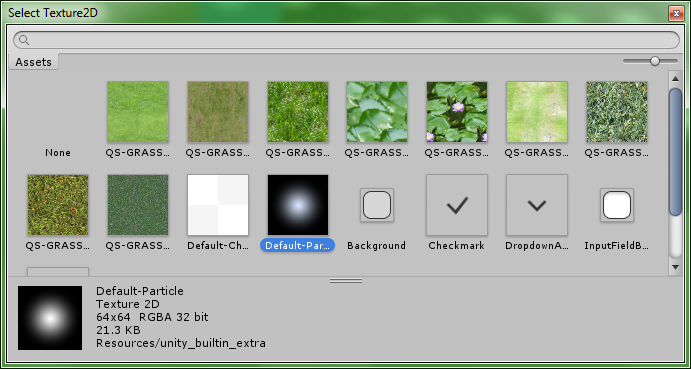 Select Texture2D
Assets
None
QS-GRASS...
QS-GRASS...
QS-GRASS...
QS-GRASS...
QS-GRASS...
QS-GRASS...
QS-GRASS...
QS-GRASS...
QS-GRASS...
Default-Ch...
Default-Par...
Background
Checkmark
DropdownA...
InputFieldB...
Default-Particle
Texture 2D
64x64 RGBA 32 bit
21.3 KB
Resources/unity_builtin_extra